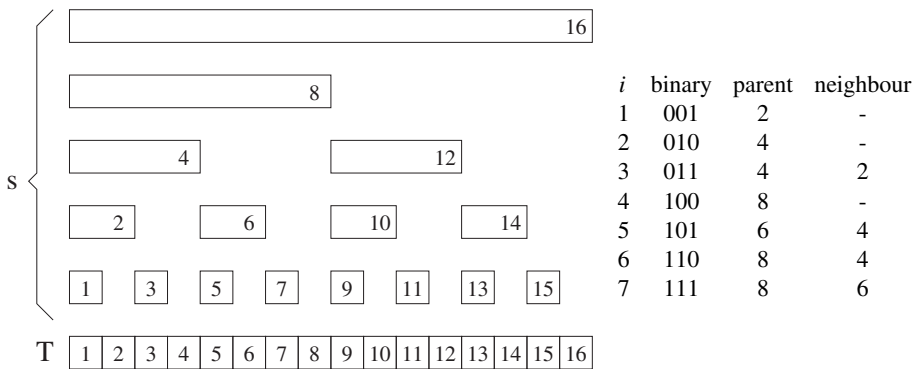 16
8
4 12
s
2 6 10 14
1 3 5 7 9 11 13 15
T 1 2 3 4 5 6 7 8 9 10 11 12 13 14 15 16
i binary parent neighbour
1 001 2 -
2 010 4 -
3 011 4 2
4 100 8 -
5 101 6 4
6 110 8 4
7 111 8 6